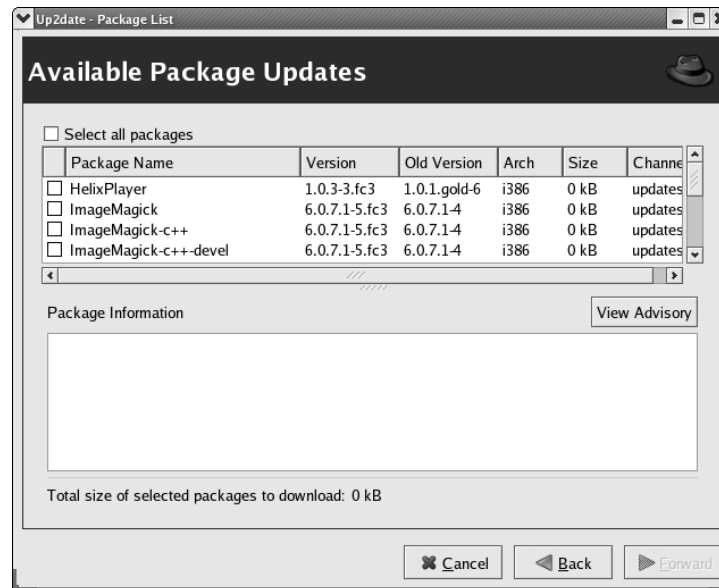 Up2date - Package List
Available Package Updates
Select all packages
Package Name Version Old Version Arch Size Channe
HelixPlayer 1.0.3-3.fc3 1.0.1.gold-6 i386 0 kB updates
ImageMagick 6.0.7.1-5.fc3 6.0.7.1-4 i386 0 kB updates
ImageMagick-c++ 6.0.7.1-5.fc3 6.0.7.1-4 i386 0 kB updates
ImageMagick-c++-devel 6.0.7.1-5.fc3 6.0.7.1-4 i386 0 kB updates
Package Information View Advisory
Total size of selected packages to download: 0 kB
Cancel Back Forward